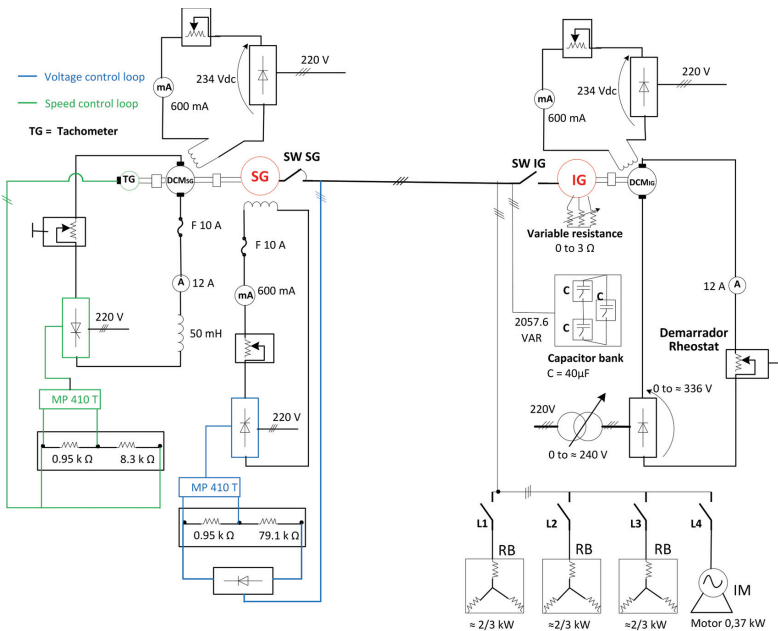 Voltage control loop
Speed control loop
TG = Tachometer
mA
600 mA
234 Vdc
220 V
mA
600 mA
234 Vdc
220 V
TG
DCMSG
SG
SW SG
SW IG
IG
DCMIG
F 10 A
A
12 A
50 mH
220 V
MP 410 T
0.95 k Ω
8.3 k Ω
F 10 A
mA
600 mA
220 V
MP 410 T
0.95 k Ω
79.1 k Ω
Variable resistance
0 to 3 Ω
C
C
C
2057.6
VAR
Capacitor bank
C = 40μF
12 A
A
Demarrador
Rheostat
0 to ≈ 336 V
220V
0 to ≈ 240 V
L1
L2
L3
L4
RB
RB
RB
IM
≈ 2/3 kW
≈2/3 kW
≈2/3 kW
Motor 0,37 kW